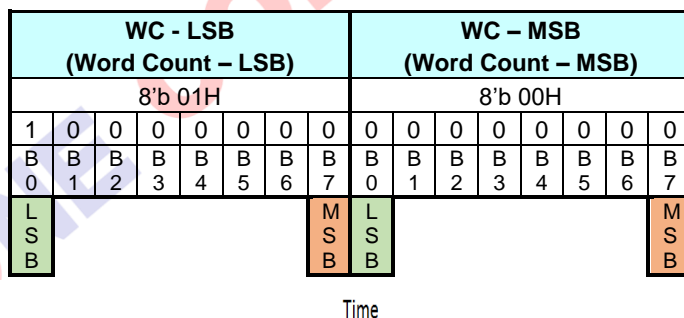 WC - LSB WC – MSB
(Word Count – LSB) (Word Count – MSB)
8’b 01H 8’b 00H
1 0 0 0 0 0 0 0 0 0 0 0 0 0 0 0
B B B B B B B B B B B B B B B B
0 1 2 3 4 5 6 7 0 1 2 3 4 5 6 7
L M L M
S S S S
B B B B
Time